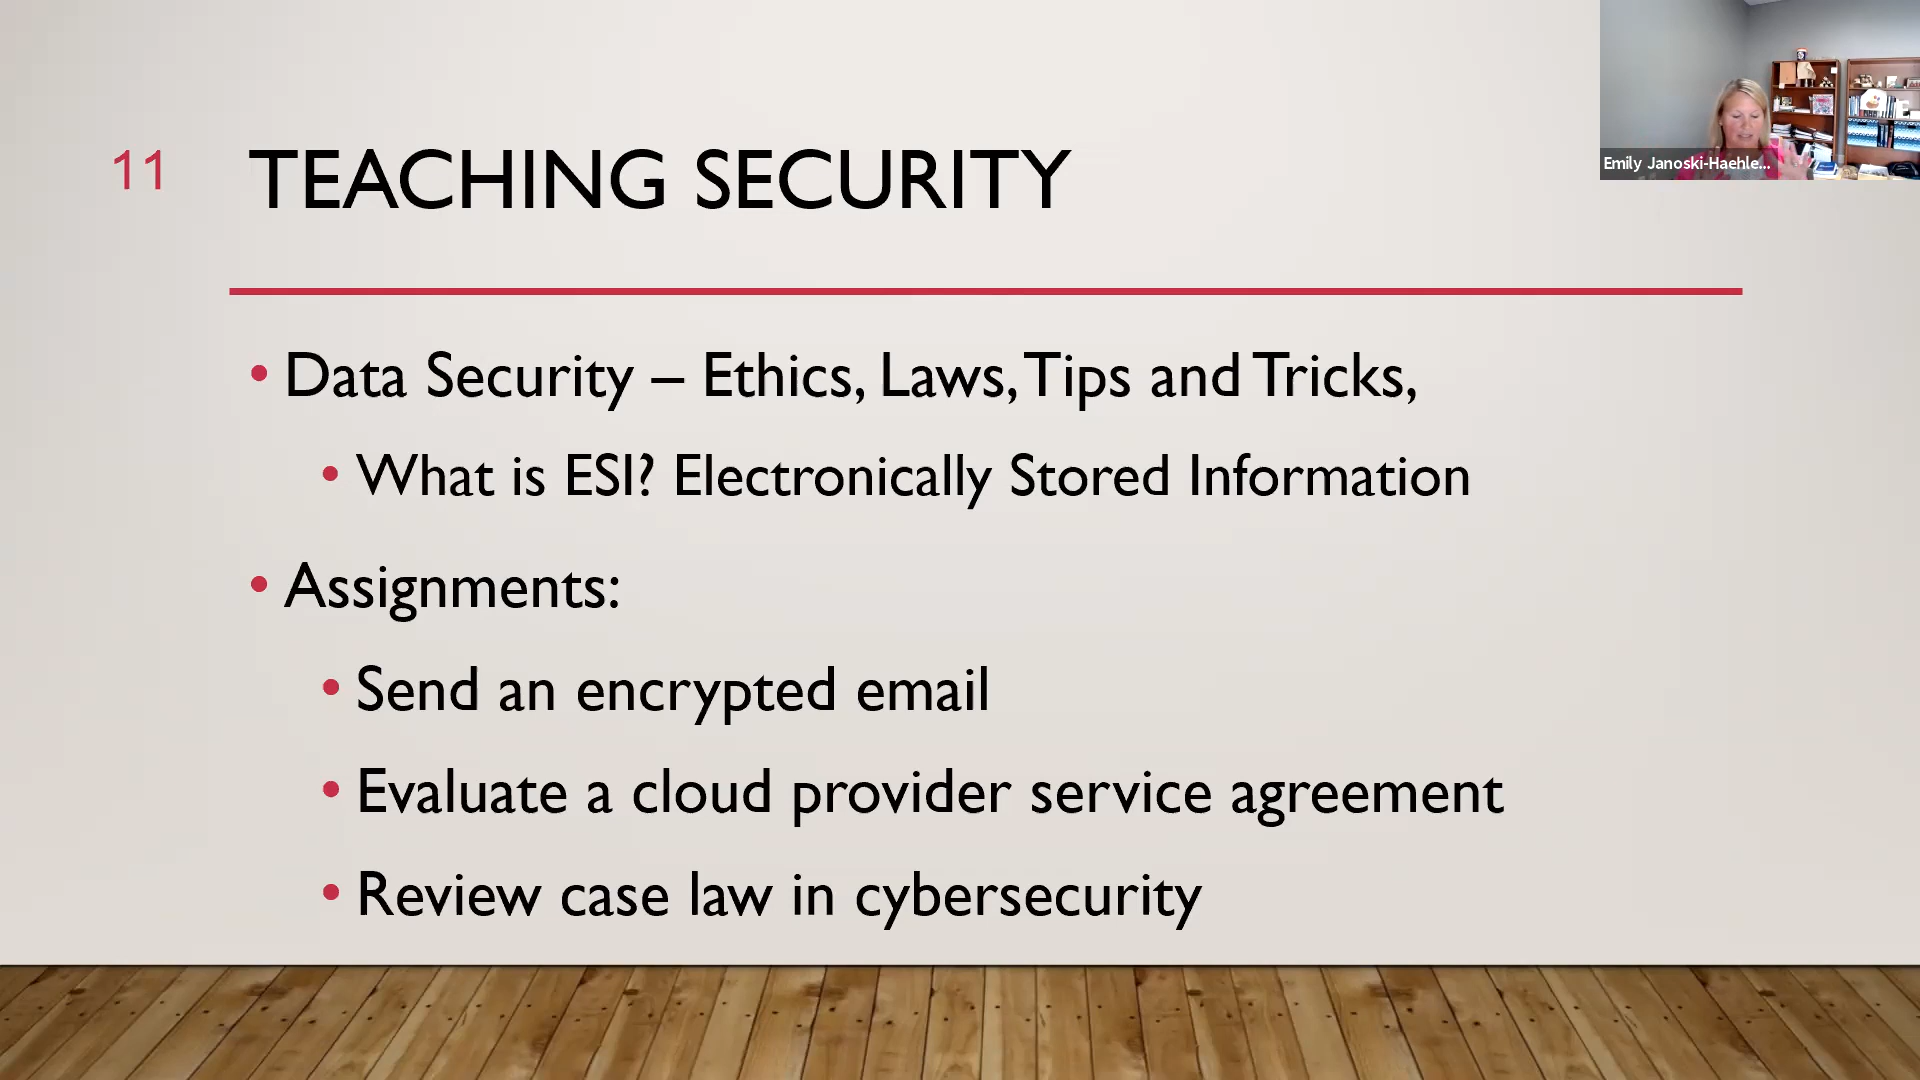 11
TEACHING SECURITY
Emily Janoski-Haehle...
• Data Security – Ethics, Laws, Tips and Tricks,
• What is ESI? Electronically Stored Information
• Assignments:
• Send an encrypted email
• Evaluate a cloud provider service agreement
• Review case law in cybersecurity